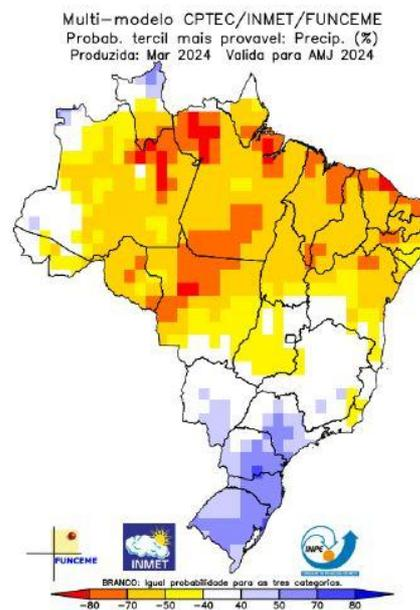 Multi-modelo CPTEC/INMET/FUNCEME
Probab. tercil mais provavel: Precip. (%)
Produzida: Mar 2024 Valida para AMJ 2024
FUNCEME
INMET
INPE
BRANCO: Igual probabilidade para as tres categorias.
-80 -70 -50 -40 40 50 70 80